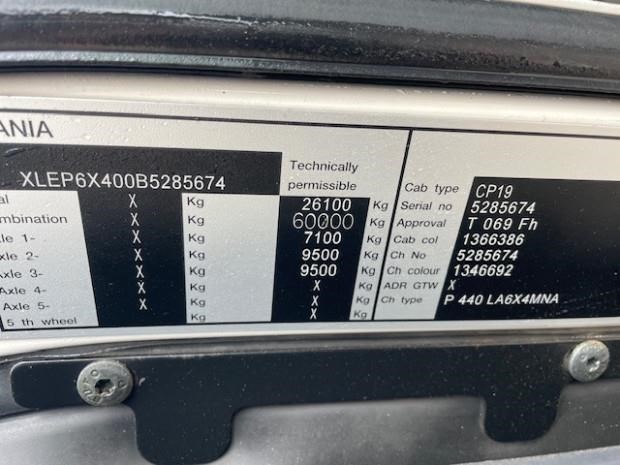 ANIA
XLEP6X400B5285674
Technically
permissible
al X Kg 26100 Kg
mbination X Kg 60000 Kg
le 1- X Kg 7100 Kg
xle 2- X Kg 9500 Kg
Axle 3- X Kg 9500 Kg
Axle 4- X Kg X Kg
Axle 5- X Kg X Kg
5 th wheel Kg X Kg
Cab type CP19
Serial no 5285674
Approval T 069 Fh
Cab col 1366386
Ch No 5285674
Ch colour 1346692
ADR GTW X
Ch type P 440 LA6X4MNA